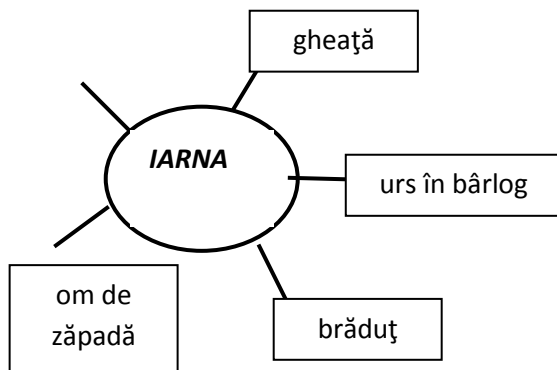 gheaţă
IARNA
urs în bârlog
om de
zăpadă
brăduţ